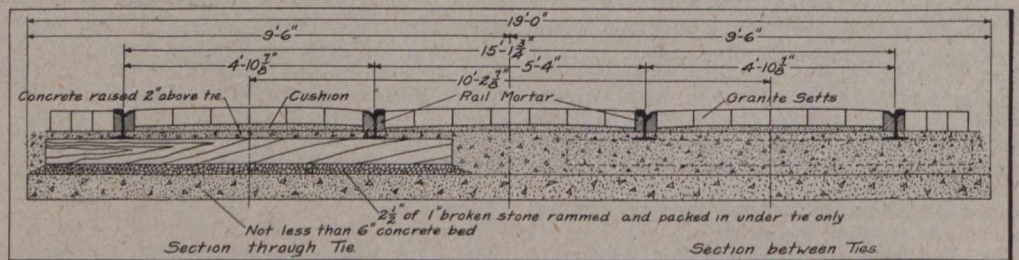 19'-0"
9'-6" 9'-6"
15'-1 3/4"
4'-10 7/8" 5'-4" 4'-10 7/8"
10'-2 7/8"
Concrete raised 2" above tie Cushion Rail Mortar Granite Setts
2 1/2" of 1" broken stone rammed and packed in under tie only
Not less than 6" concrete bed
Section through Tie Section between Ties.